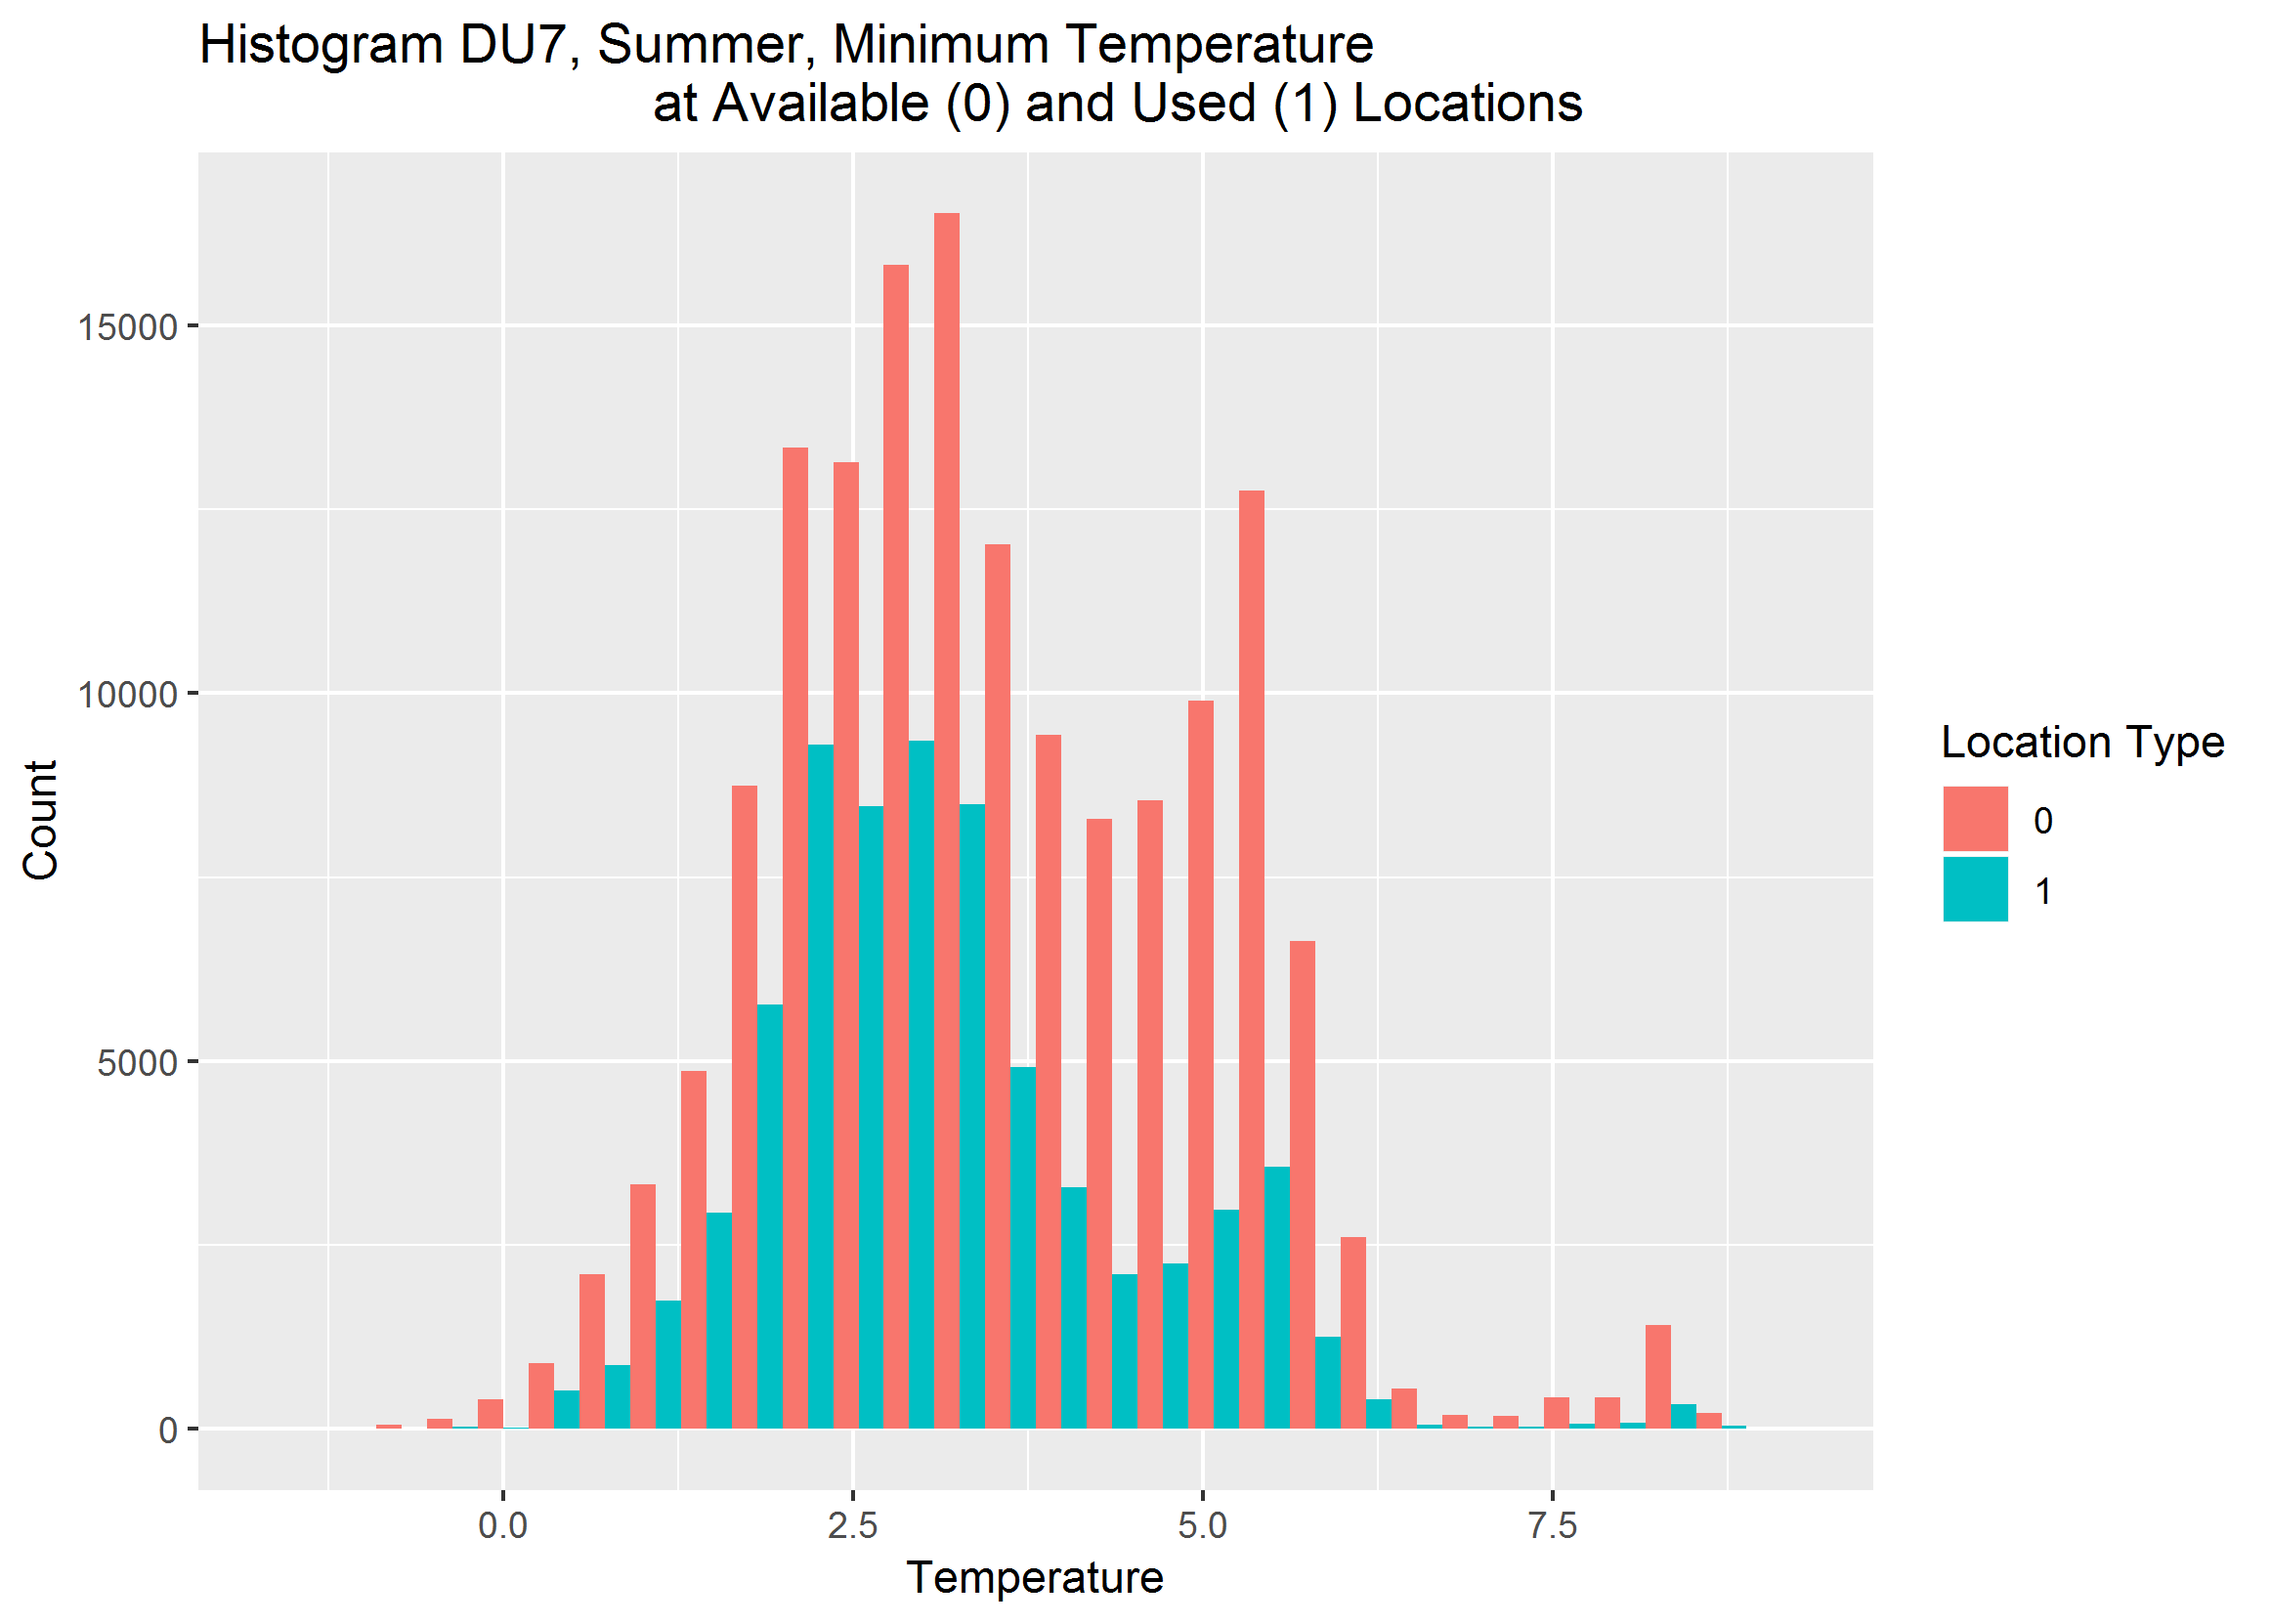 Histogram DU7, Summer, Minimum Temperature
at Available (0) and Used (1) Locations
15000
10000
5000
0
Count
0.0
2.5
5.0
7.5
Temperature
Location Type
0
1